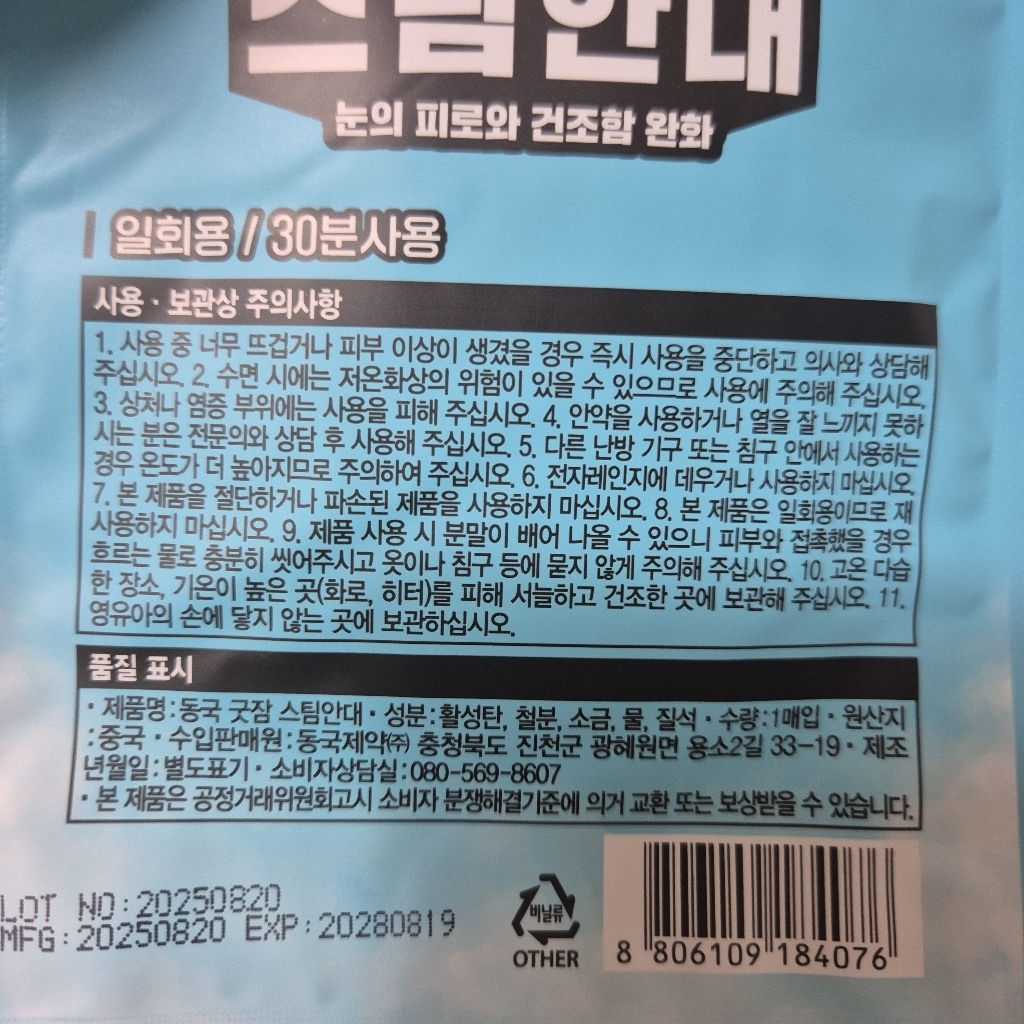 스팀안대
눈의 피로와 건조함 완화
일회용 / 30분사용
사용 · 보관상 주의사항
1. 사용 중 너무 뜨겁거나 피부 이상이 생겼을 경우 즉시 사용을 중단하고 의사와 상담해
주십시오. 2. 수면 시에는 저온화상의 위험이 있을 수 있으므로 사용에 주의해 주십시오.
3. 상처나 염증 부위에는 사용을 피해 주십시오. 4. 안약을 사용하거나 열을 잘 느끼지 못하
시는 분은 전문의와 상담 후 사용해 주십시오. 5. 다른 난방 기구 또는 침구 안에서 사용하는
경우 온도가 더 높아지므로 주의하여 주십시오. 6. 전자레인지에 데우거나 사용하지 마십시오.
7. 본 제품을 절단하거나 파손된 제품을 사용하지 마십시오. 8. 본 제품은 일회용이므로 재
사용하지 마십시오. 9. 제품 사용 시 분말이 배어 나올 수 있으니 피부와 접촉했을 경우
흐르는 물로 충분히 씻어주시고 옷이나 침구 등에 묻지 않게 주의해 주십시오. 10. 고온 다습
한 장소, 기온이 높은 곳(화로, 히터)를 피해 서늘하고 건조한 곳에 보관해 주십시오. 11.
영유아의 손에 닿지 않는 곳에 보관하십시오.
품질 표시
· 제품명 : 동국 굿잠 스팀안대 · 성분 : 활성탄, 철분, 소금, 물, 질석 · 수량 : 1매입 · 원산지
: 중국 · 수입판매원 : 동국제약㈜ 충청북도 진천군 광혜원면 용소2길 33-19 · 제조
년월일 : 별도표기 · 소비자상담실 : 080-569-8607
· 본 제품은 공정거래위원회고시 소비자 분쟁해결기준에 의거 교환 또는 보상받을 수 있습니다.
LOT NO:20250820
MFG:20250820 EXP:20280819
비닐류
OTHER
8 806109 184076